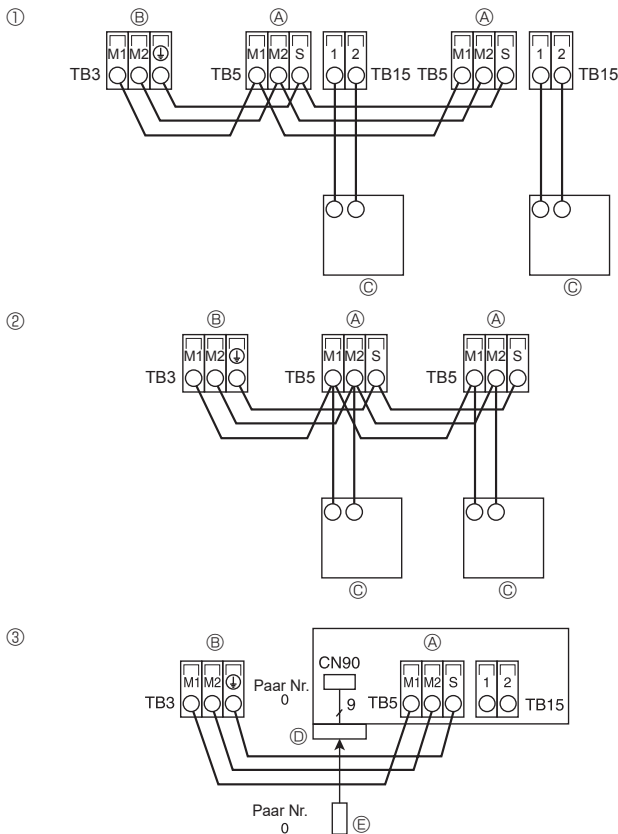 ①
Ⓑ Ⓐ Ⓐ
M1 M2 ⏚ M1 M2 S 1 2 M1 M2 S 1 2
TB3 TB5 TB15 TB5 TB15
Ⓒ Ⓒ
②
Ⓑ Ⓐ Ⓐ
M1 M2 ⏚ M1 M2 S M1 M2 S
TB3 TB5 TB5
Ⓒ Ⓒ
③
Ⓑ Ⓐ
CN90
M1 M2 ⏚ M1 M2 S 1 2
TB3 Paar Nr. 9 TB5 TB15
0
Ⓓ
Paar Nr.
0 Ⓔ